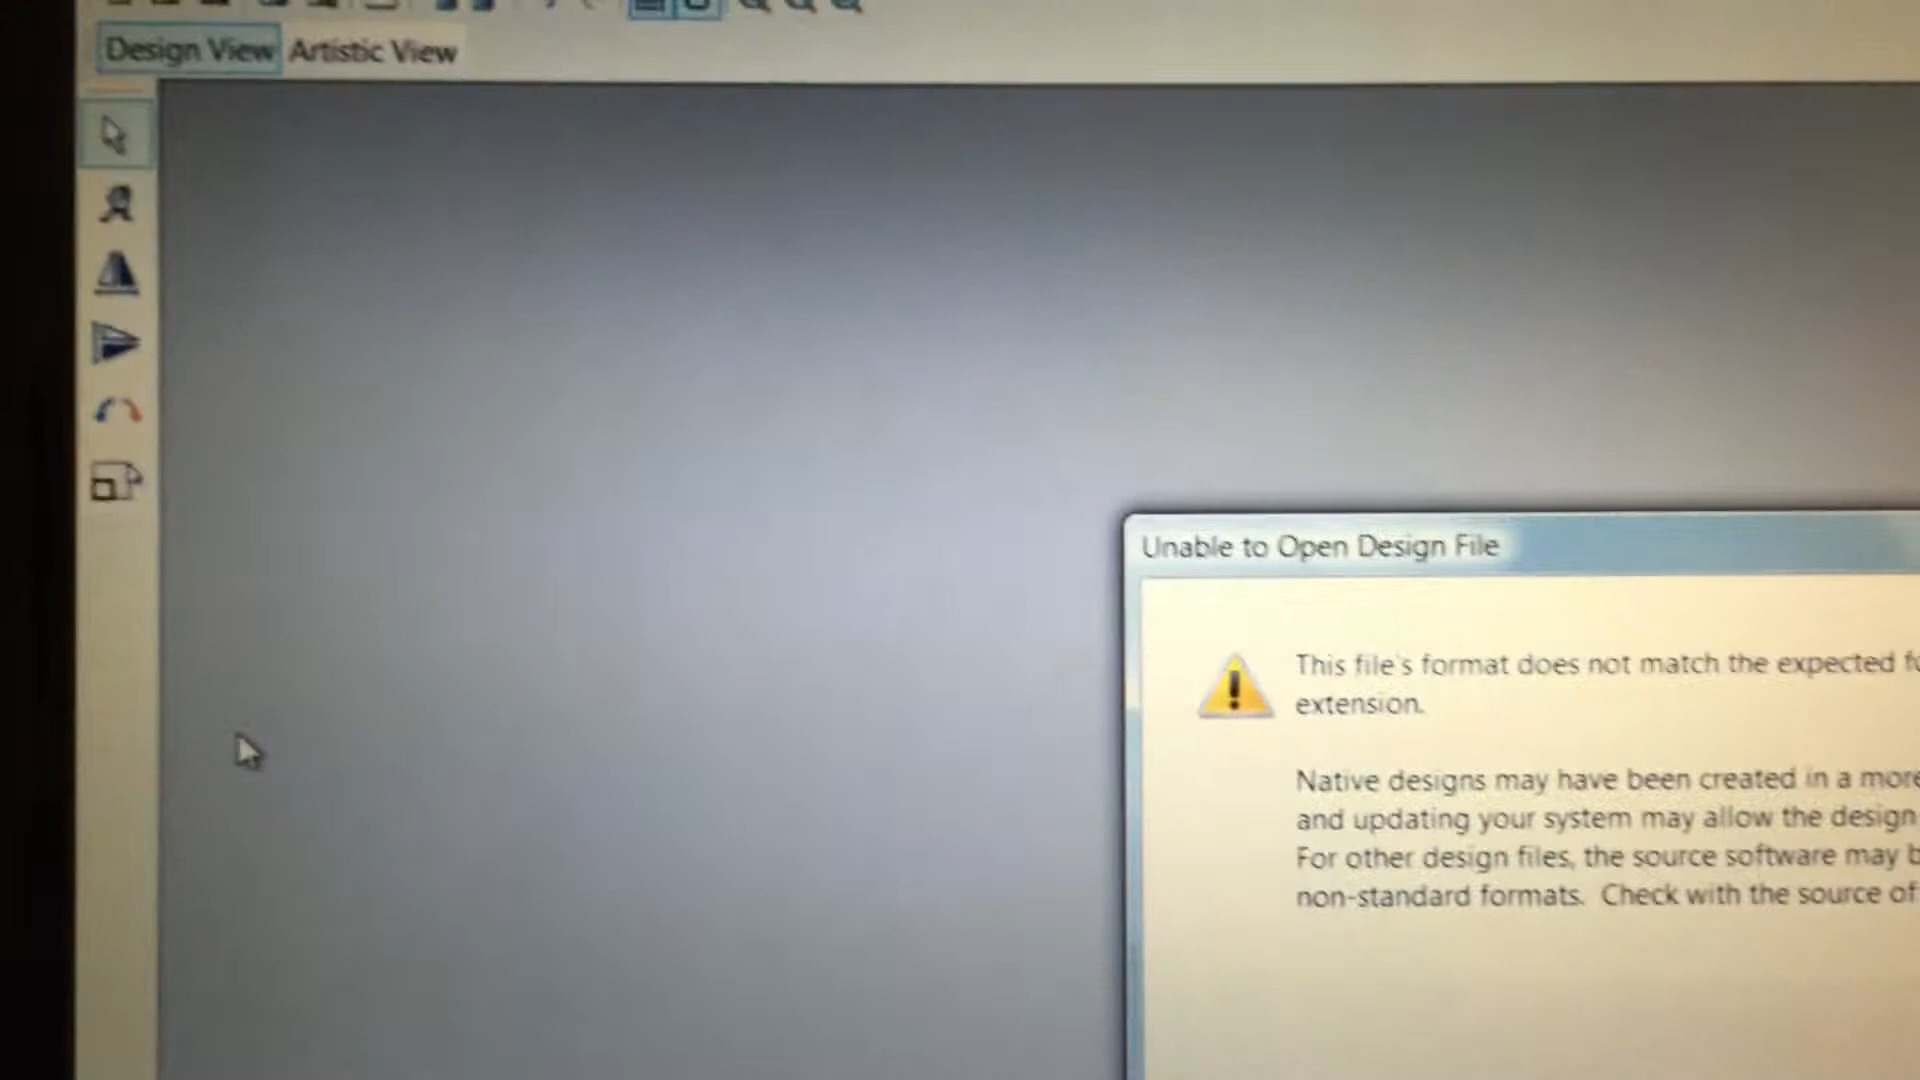 Design View Artistic View
Unable to Open Design File
This file's format does not match the expected
extension.
Native designs may have been created in a more
and updating your system may allow the design
For other design files, the source software may
non-standard formats. Check with the source of